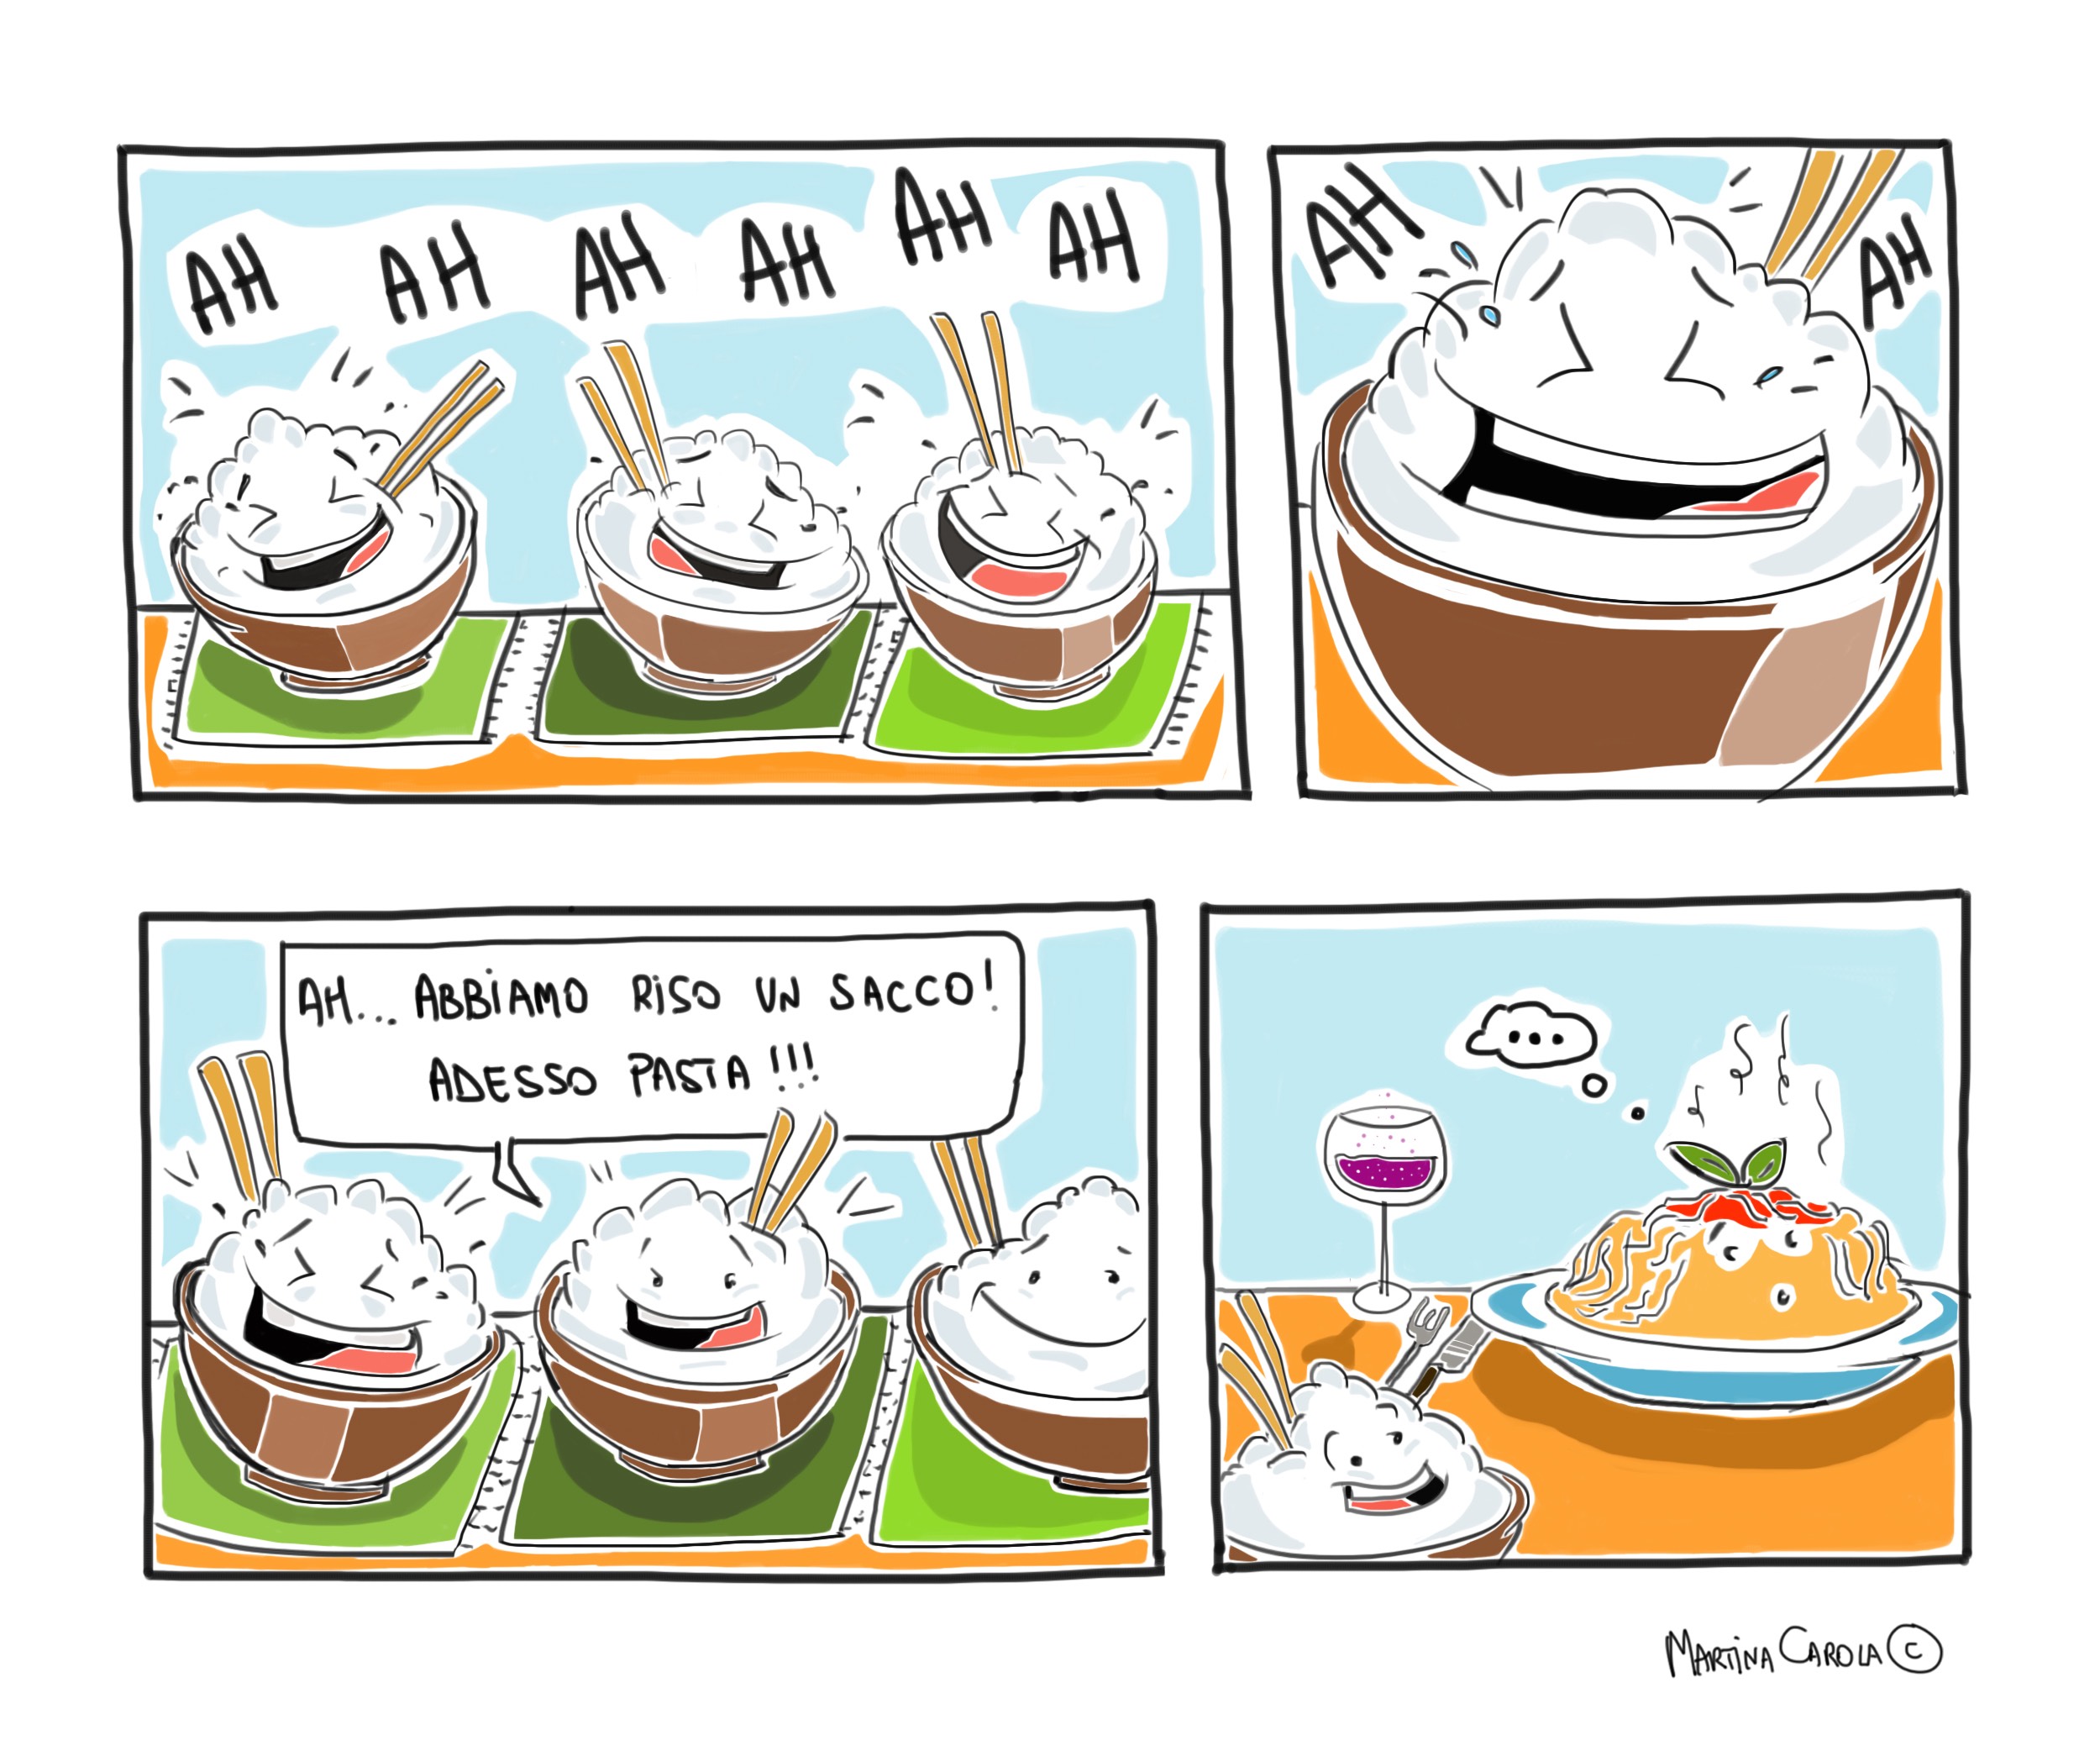 AH AH AH AH AH AH
AH AH
AH... ABBIAMO RISO UN SACCO!
ADESSO PASTA!!!
...
MARTINA CAROLA ©